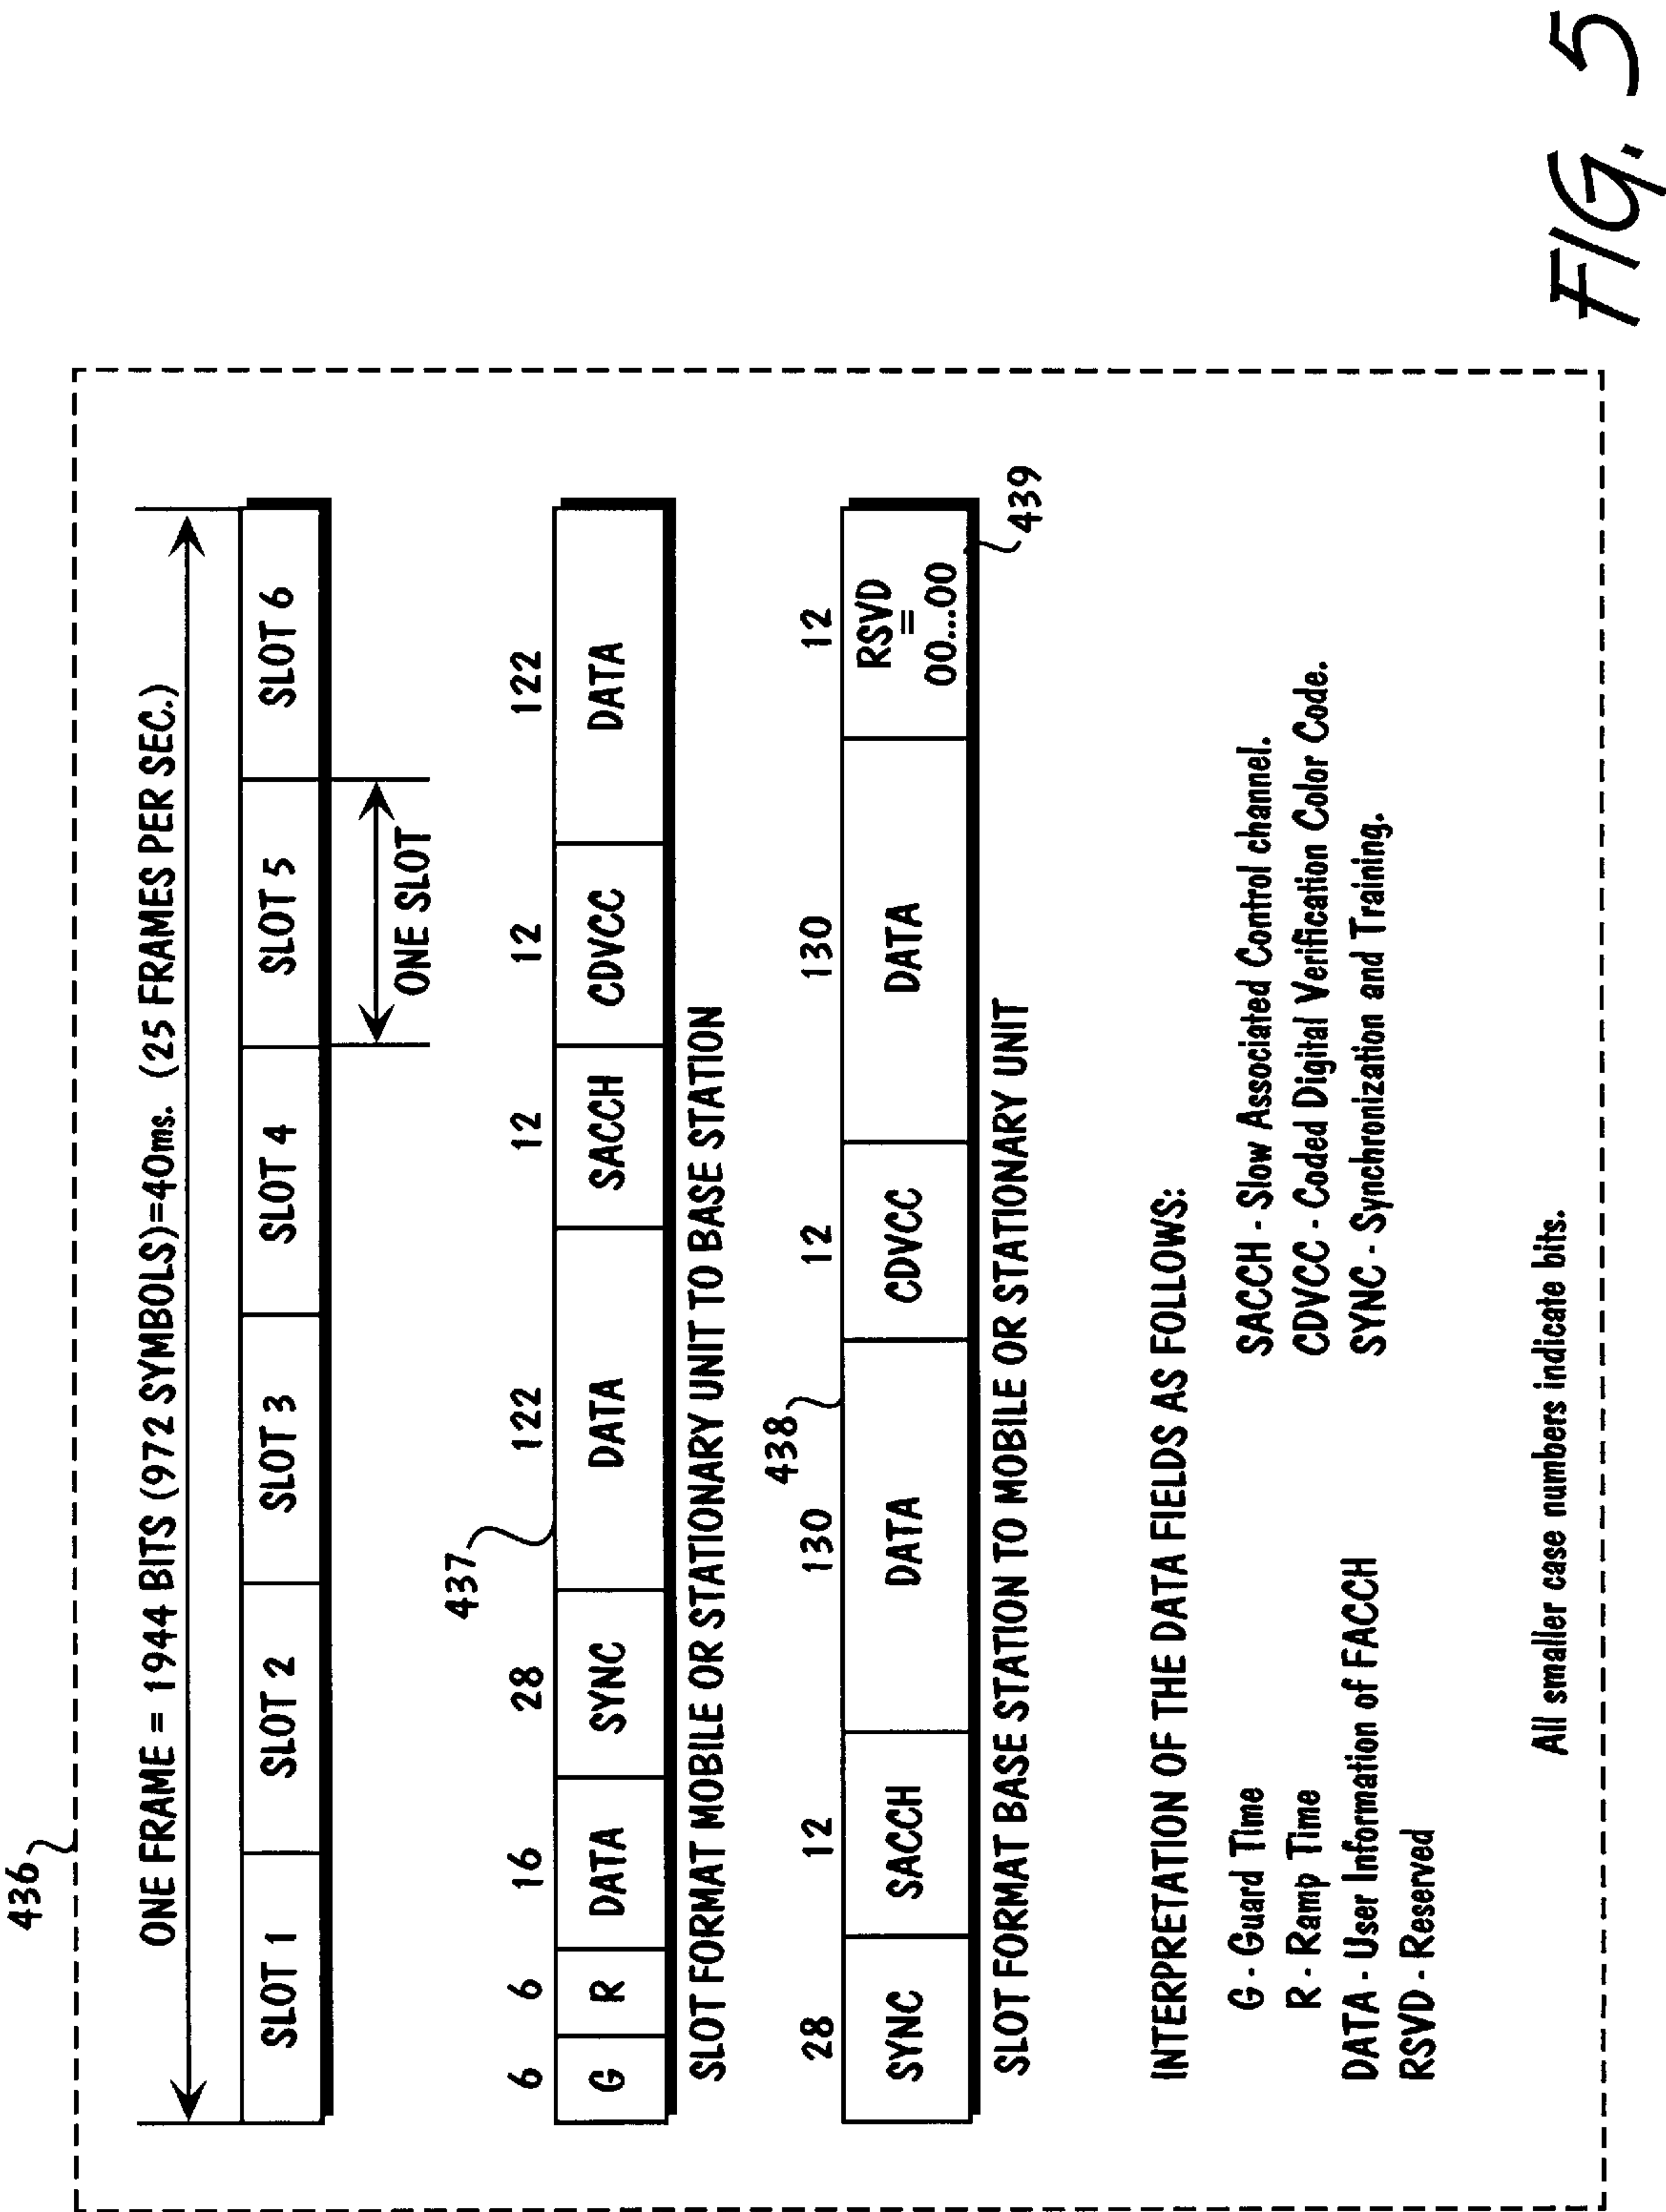 436
ONE FRAME = 1944 BITS (972 SYMBOLS)=40ms. (25 FRAMES PER SEC.)
SLOT 1 SLOT 2 SLOT 3 SLOT 4 SLOT 5 SLOT 6
ONE SLOT
437
6 6 16 28 122 12 12 122
G R DATA SYNC DATA SACCH CDVCC DATA
SLOT FORMAT MOBILE OR STATIONARY UNIT TO BASE STATION
438
28 12 130 12 130 12
SYNC SACCH DATA CDVCC DATA RSVD
=
00...00
439
SLOT FORMAT BASE STATION TO MOBILE OR STATIONARY UNIT
INTERPRETATION OF THE DATA FIELDS AS FOLLOWS:
G - Guard Time
R - Ramp Time
DATA - User Information of FACCH
RSVD - Reserved
SACCH - Slow Associated Control channel.
CDVCC - Coded Digital Verification Color Code.
SYNC - Synchronization and Training.
All smaller case numbers indicate bits.
FIG. 5